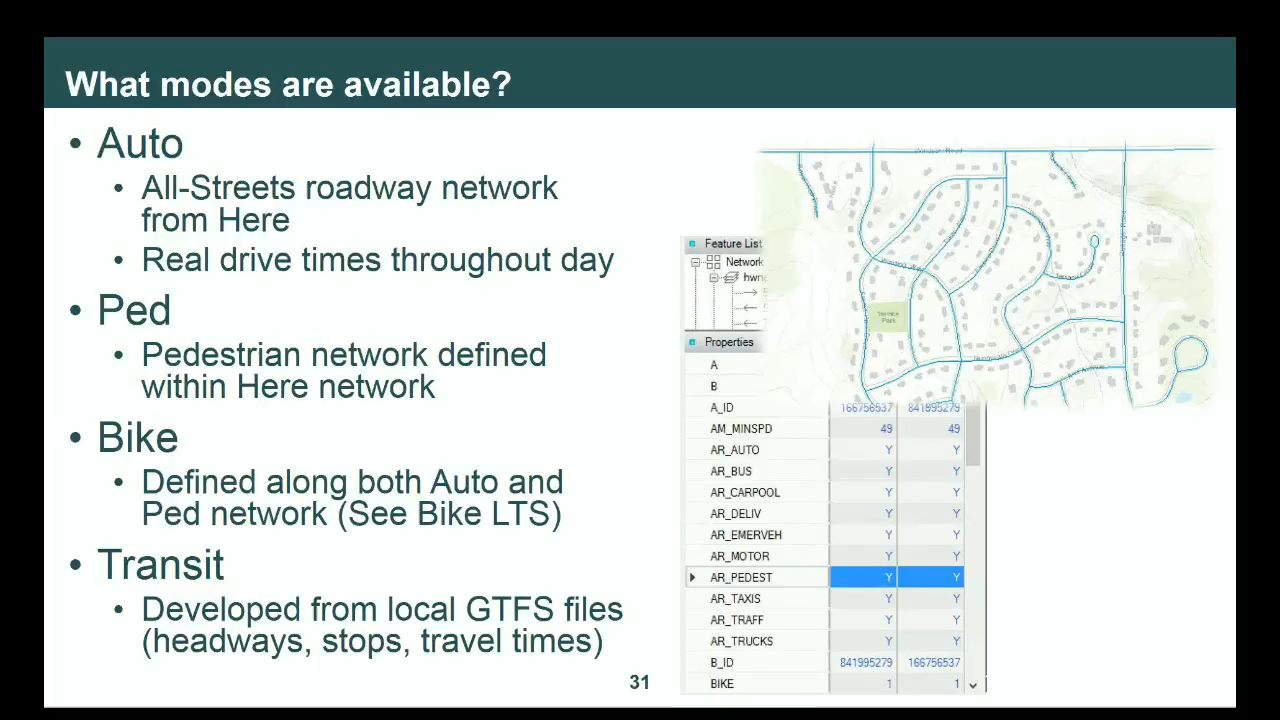 What modes are available?
• Auto
• All-Streets roadway network
from Here
• Real drive times throughout day
• Ped
• Pedestrian network defined
within Here network
• Bike
• Defined along both Auto and
Ped network (See Bike LTS)
• Transit
• Developed from local GTFS files
(headways, stops, travel times)
31
Feature List
Network
hwne
Properties
A
B
A_ID 166756537 841995279
AM_MINSPD 49 49
AR_AUTO Y Y
AR_BUS Y Y
AR_CARPOOL Y Y
AR_DELIV Y Y
AR_EMERVEH Y Y
AR_MOTOR Y Y
AR_PEDEST Y Y
AR_TAXIS Y Y
AR_TRAFF Y Y
AR_TRUCKS Y Y
B_ID 841995279 166756537
BIKE 1 1
Park